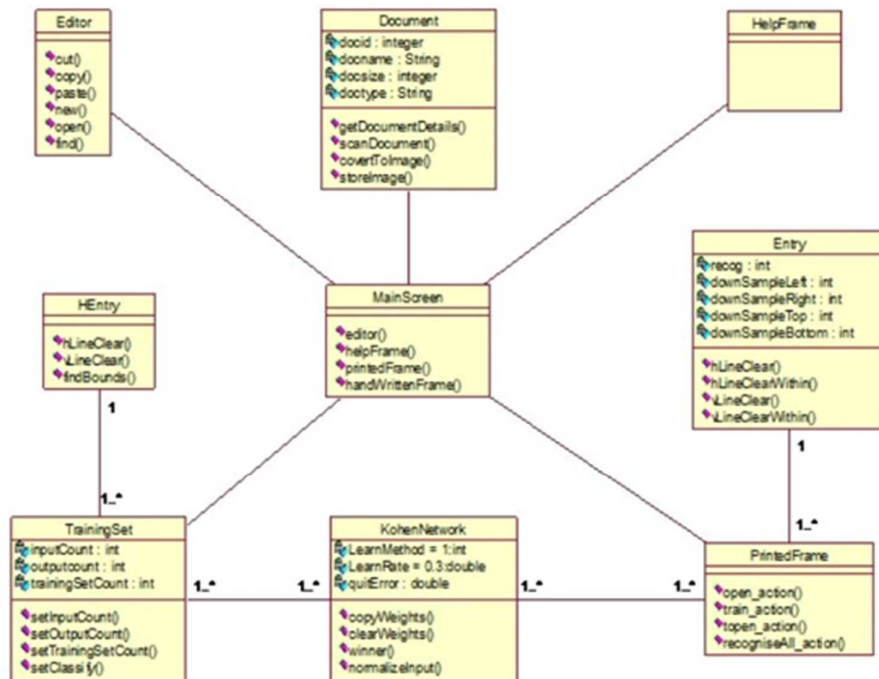 Editor
cut()
copy()
paste()
new()
open()
find()
Document
docid : integer
docname : String
docsize : integer
doctype : String
getDocumentDetails()
scanDocument()
covertToImage()
storeImage()
HelpFrame
HEntry
hLineClear()
vLineClear()
findBounds()
MainScreen
editor()
helpFrame()
printedFrame()
handWrittenFrame()
Entry
recog : int
downSampleLeft : int
downSampleRight : int
downSampleTop : int
downSampleBottom : int
hLineClear()
hLineClearWithin()
vLineClear()
vLineClearWithin()
1
1..*
1
1..*
TrainingSet
inputCount : int
outputcount : int
trainingSetCount : int
setInputCount()
setOutputCount()
setTrainingSetCount()
setClassify()
1..*
1..*
KohenNetwork
LearnMethod = 1:int
LearnRate = 0.3:double
quitError : double
copyWeights()
clearWeights()
winner()
normalizeInput()
1..*
1..*
PrintedFrame
open_action()
train_action()
topen_action()
recogniseAll_action()